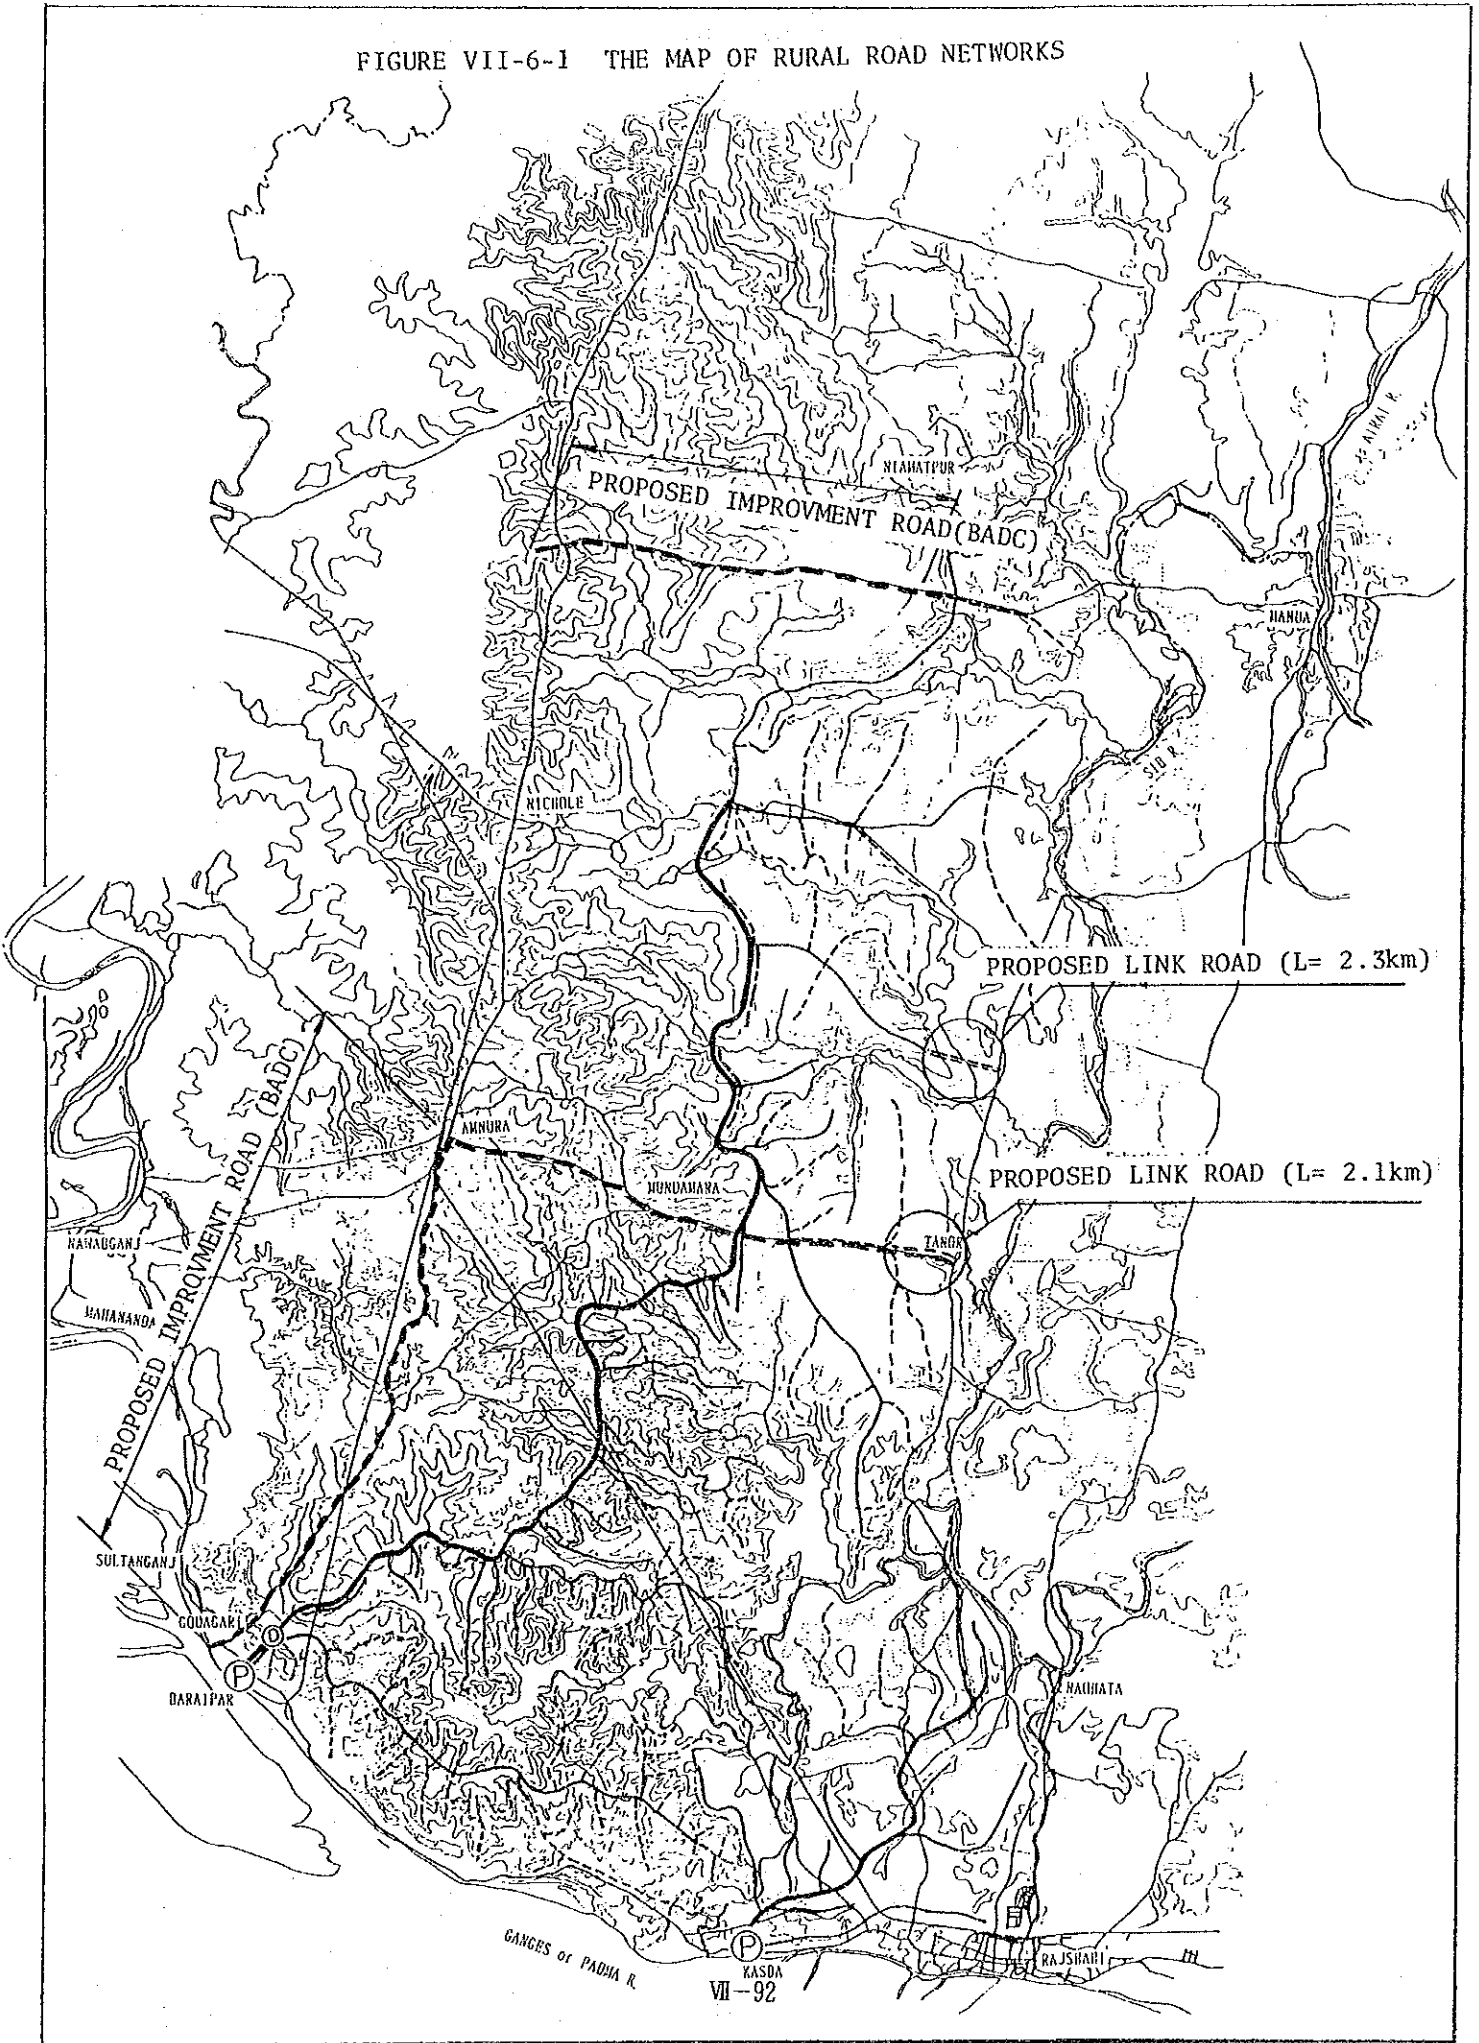 FIGURE VII-6-1 THE MAP OF RURAL ROAD NETWORKS
NIAMATPUR
PROPOSED IMPROVMENT ROAD(BADC)
MANDA
SIB R.
NICHOLE
PROPOSED LINK ROAD (L= 2.3km)
AMNURA
MUNDAMARA
PROPOSED LINK ROAD (L= 2.1km)
TANOR
NAWABGANJ
MAHANANDA
PROPOSED IMPROVMENT ROAD (BADC)
SULTANGANJ
GODAGARI
P
DARAIPAR
NAOHATA
GANGES or PADMA R.
P
KASDA
RAJSHAHI
VII-92